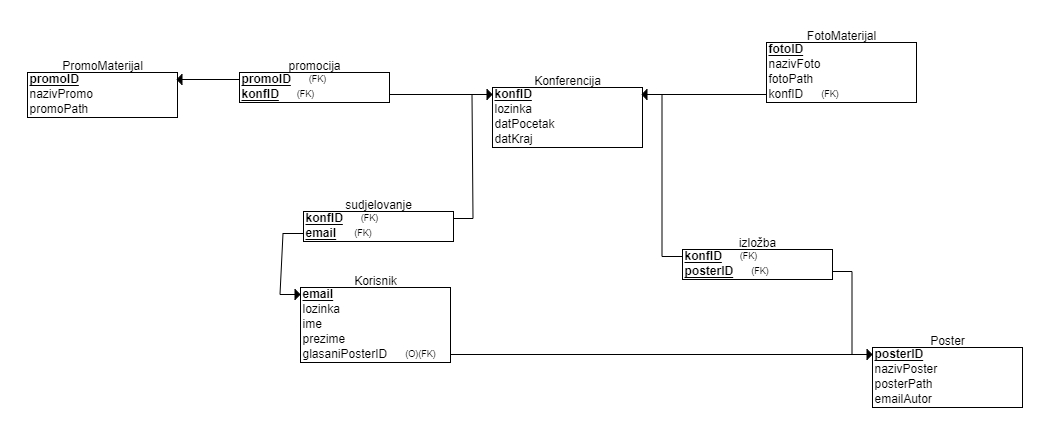 FotoMaterijal
fotoID
nazivFoto
fotoPath
konfID (FK)
PromoMaterijal
promoID
nazivPromo
promoPath
promocija
promoID (FK)
konfID (FK)
Konferencija
konfID
lozinka
datPocetak
datKraj
sudjelovanje
konfID (FK)
email (FK)
izložba
konfID (FK)
posterID (FK)
Korisnik
email
lozinka
ime
prezime
glasaniPosterID (O)(FK)
Poster
posterID
nazivPoster
posterPath
emailAutor